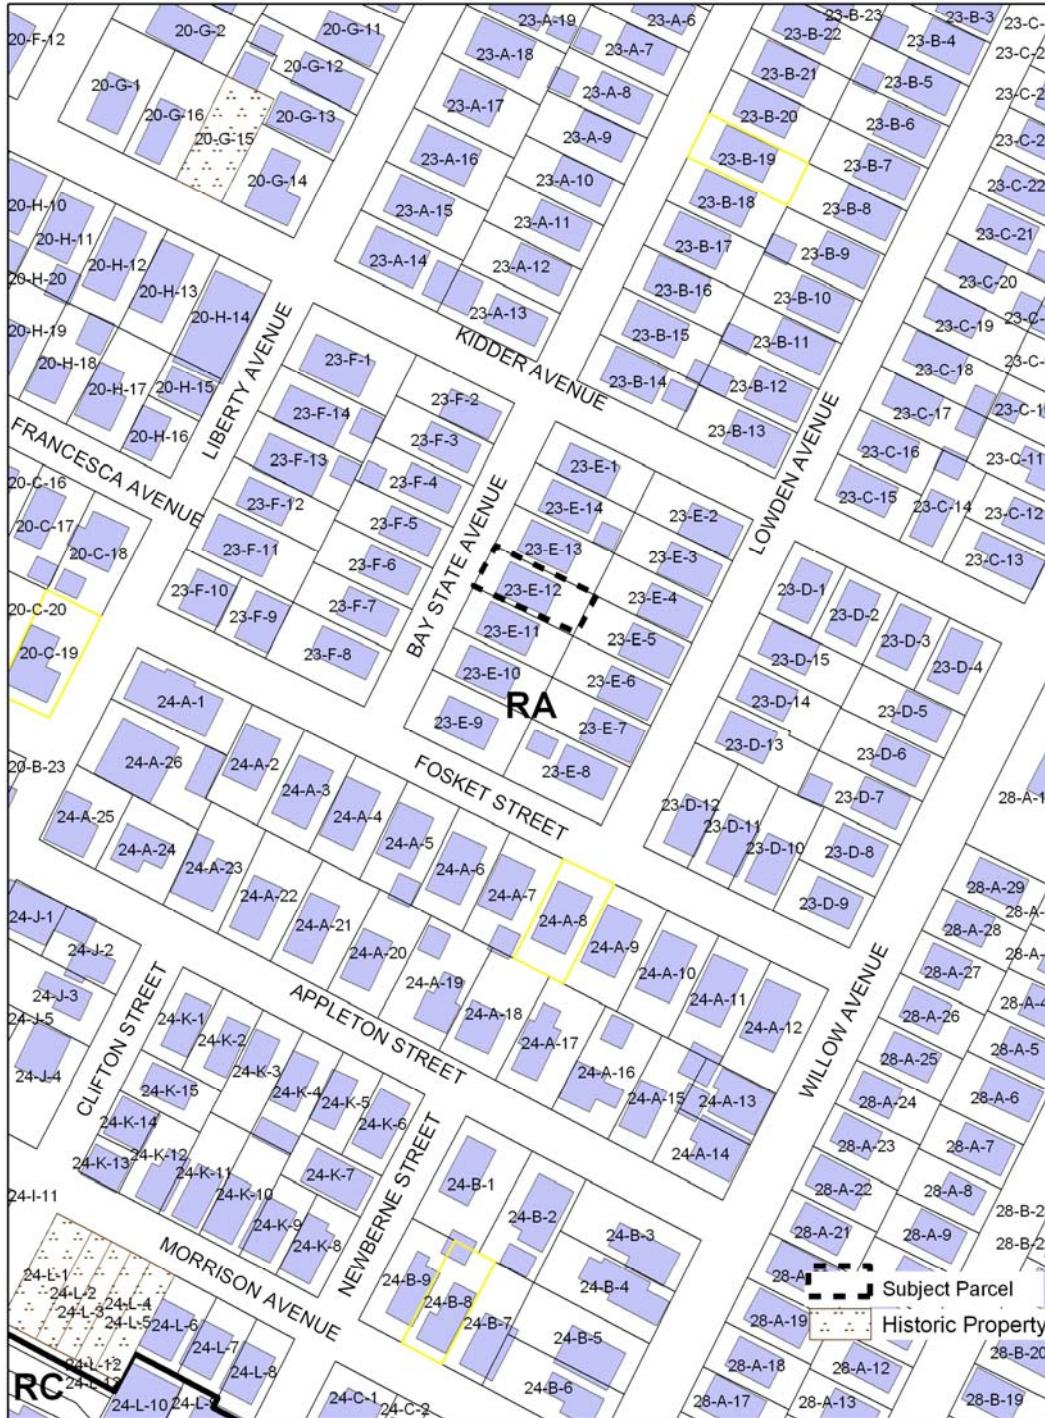 20-F-12
20-G-2
20-G-11
20-G-12
20-G-1
20-G-16
20-G-15
20-G-13
20-G-14
23-A-19
23-A-6
23-A-18
23-A-7
23-A-17
23-A-8
23-A-16
23-A-9
23-A-15
23-A-10
23-A-14
23-A-11
23-A-12
23-A-13
23-B-23
23-B-3
23-B-22
23-B-4
23-B-21
23-B-5
23-B-20
23-B-6
23-B-19
23-B-7
23-B-18
23-B-8
23-B-17
23-B-9
23-B-16
23-B-10
23-B-15
23-B-11
23-B-14
23-B-12
23-B-13
23-C-22
23-C-21
23-C-20
23-C-19
23-C-18
23-C-17
23-C-16
23-C-11
23-C-15
23-C-14
23-C-12
23-C-13
20-H-10
20-H-11
20-H-12
20-H-20
20-H-13
20-H-14
20-H-19
20-H-18
20-H-17
20-H-15
20-H-16
LIBERTY AVENUE
KIDDER AVENUE
FRANCESCA AVENUE
BAY STATE AVENUE
LOWDEN AVENUE
23-F-1
23-F-2
23-F-14
23-F-3
23-F-13
23-F-4
23-F-12
23-F-5
23-F-11
23-F-6
23-F-10
23-F-9
23-F-7
23-F-8
23-E-1
23-E-14
23-E-2
23-E-13
23-E-3
23-E-12
23-E-4
23-E-11
23-E-5
23-E-10
23-E-6
RA
23-E-9
23-E-7
23-E-8
23-D-1
23-D-2
23-D-3
23-D-4
23-D-15
23-D-14
23-D-5
23-D-13
23-D-6
23-D-12
23-D-7
23-D-11
23-D-10
23-D-8
23-D-9
20-C-16
20-C-17
20-C-18
20-C-20
20-C-19
20-B-23
FOSKET STREET
24-A-1
24-A-26
24-A-2
24-A-3
24-A-4
24-A-25
24-A-24
24-A-5
24-A-23
24-A-6
24-A-22
24-A-7
24-A-21
24-A-8
24-A-20
24-A-9
24-A-19
24-A-10
24-A-18
24-A-11
24-A-17
24-A-12
24-A-16
24-A-15
24-A-13
24-A-14
24-J-1
24-J-2
24-J-3
24-J-5
24-J-4
CLIFTON STREET
APPLETON STREET
WILLOW AVENUE
24-K-1
24-K-2
24-K-3
24-K-15
24-K-4
24-K-5
24-K-14
24-K-6
24-K-13
24-K-12
24-K-11
24-K-7
24-K-10
24-K-9
24-K-8
NEWBERNE STREET
MORRISON AVENUE
24-I-11
24-B-1
24-B-2
24-B-3
24-B-9
24-B-4
24-B-8
24-B-7
24-B-5
24-B-6
24-L-1
24-L-2
24-L-3
24-L-4
24-L-5
24-L-6
24-L-7
24-L-8
24-L-12
24-L-10
RC
24-C-1
24-C-2
28-A-29
28-A-28
28-A-27
28-A-26
28-A-25
28-A-5
28-A-24
28-A-6
28-A-23
28-A-7
28-A-22
28-A-8
28-A-21
28-A-9
28-A-19
28-A-18
28-A-12
28-A-17
28-A-13
28-B-20
28-B-19
Subject Parcel
Historic Property